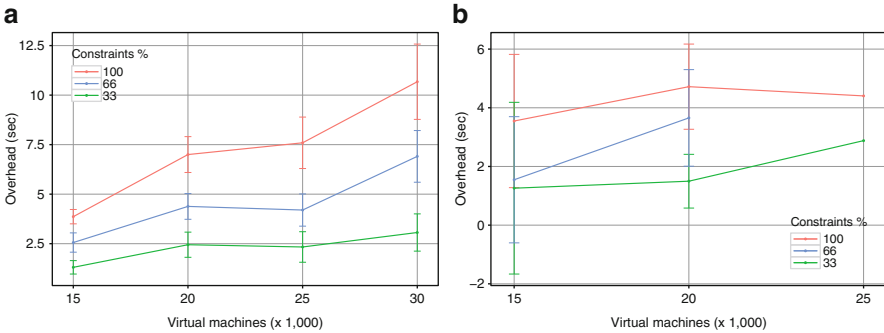 a
Constraints %
100
66
33
12.5
10
7.5
5
2.5
Overhead (sec)
15
20
25
30
Virtual machines (x 1,000)
b
6
4
2
0
−2
Overhead (sec)
Constraints %
100
66
33
15
20
25
Virtual machines (x 1,000)